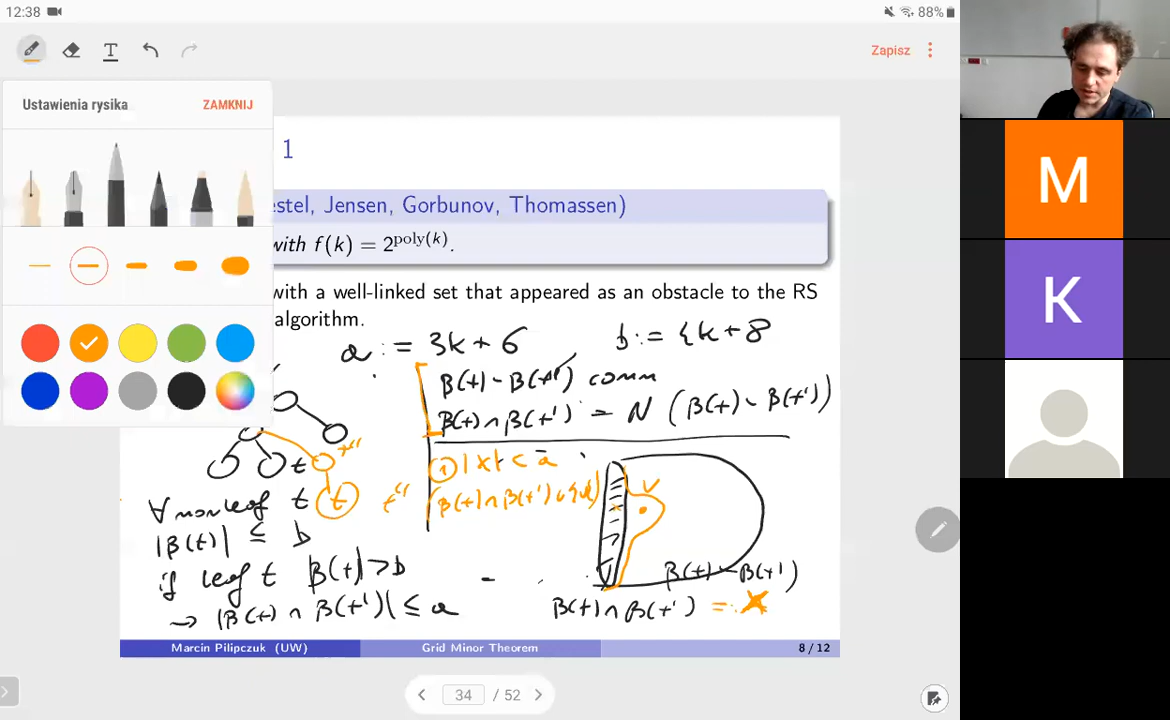 12:38
88%
T
Zapisz
Ustawienia rysika
ZAMKNIJ
1
estel, Jensen, Gorbunov, Thomassen)
with f(k) = 2^poly(k).
with a well-linked set that appeared as an obstacle to the RS
algorithm.
a := 3k + 6
b := 4k + 8
β(t) - β(t') conn
β(t) ∩ β(t') = N (β(t) \ β(t'))
t
t''
① |X| < a
(β(t) ∩ β(t')
t
t''
v
∀ nonleaf t
|β(t)| ≤ b
if leaf t |β(t)| > b
→ |β(t) ∩ β(t')| ≤ a
β(t) \ β(t')
β(t) ∩ β(t') =: X
Marcin Pilipczuk (UW)
Grid Minor Theorem
8 / 12
34 / 52
M
K